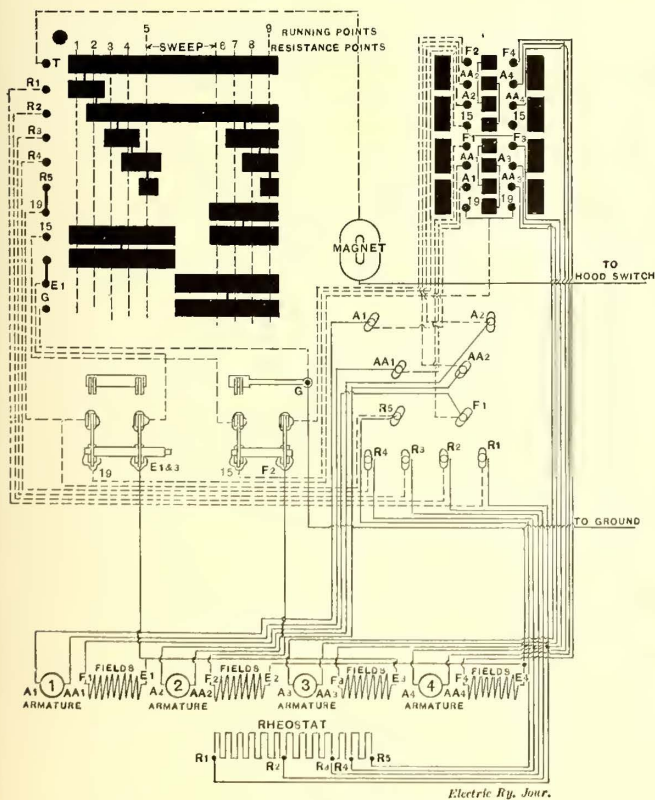 5 9 RUNNING POINTS
1 2 3 4 SWEEP 6 7 8 RESISTANCE POINTS
T
R1
R2
R3
R4
R5
19
15
E1
G
F2 F4
AA2 A4
A2 AA4
15 15
F1 F3
AA A3
A1 AA3
19 19
MAGNET
TO
HOOD SWITCH
A1 A2
AA1 AA2
G
R5 F1
R4 R3 R2 R1
19 E1&3 15 F2
TO GROUND
FIELDS FIELDS FIELDS FIELDS
A1 1 AA1 F1 E1 A2 2 AA2 F2 E2 A3 3 AA3 F3 E3 A4 4 AA4 F4 E4
ARMATURE ARMATURE ARMATURE ARMATURE
RHEOSTAT
R1 R2 R3 R4 R5
Electric Ry. Jour.